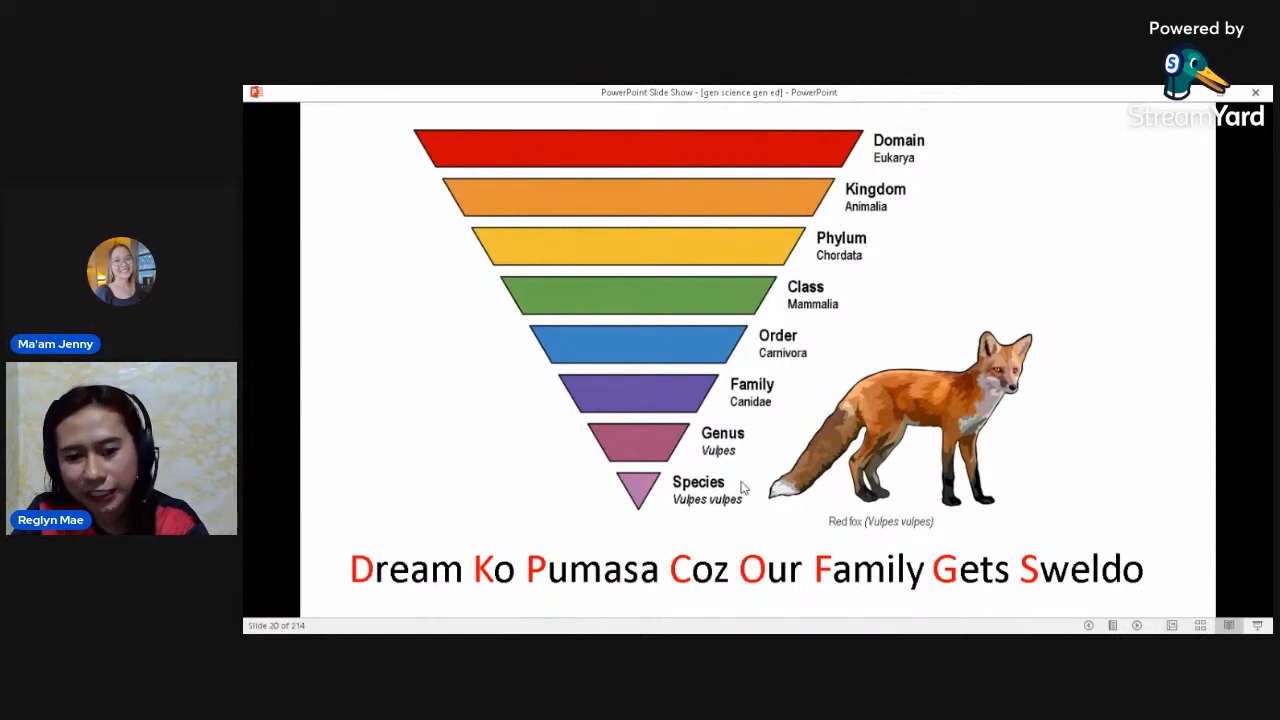 Powered by
S
StreamYard
PowerPoint Slide Show - [gen science gen ed] - PowerPoint
Domain
Eukarya
Kingdom
Animalia
Phylum
Chordata
Class
Mammalia
Order
Carnivora
Family
Canidae
Genus
Vulpes
Species
Vulpes vulpes
Red fox (Vulpes vulpes)
Dream Ko Pumasa Coz Our Family Gets Sweldo
Slide 20 of 214
Ma'am Jenny
Reglyn Mae